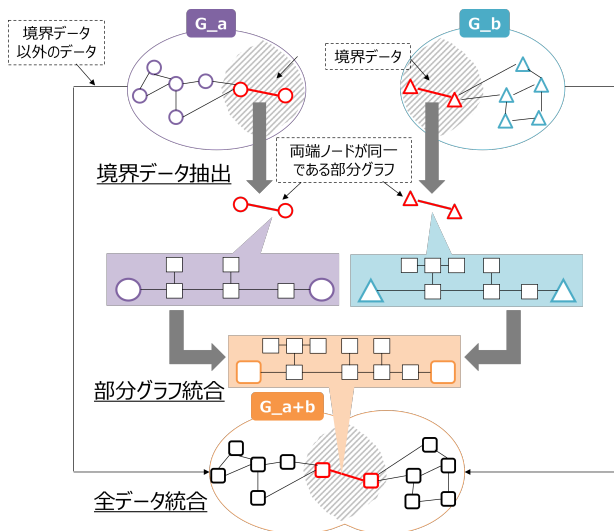 G_a
G_b
境界データ
以外のデータ
境界データ
両端ノードが同一
である部分グラフ
境界データ抽出
部分グラフ統合
G_a+b
全データ統合